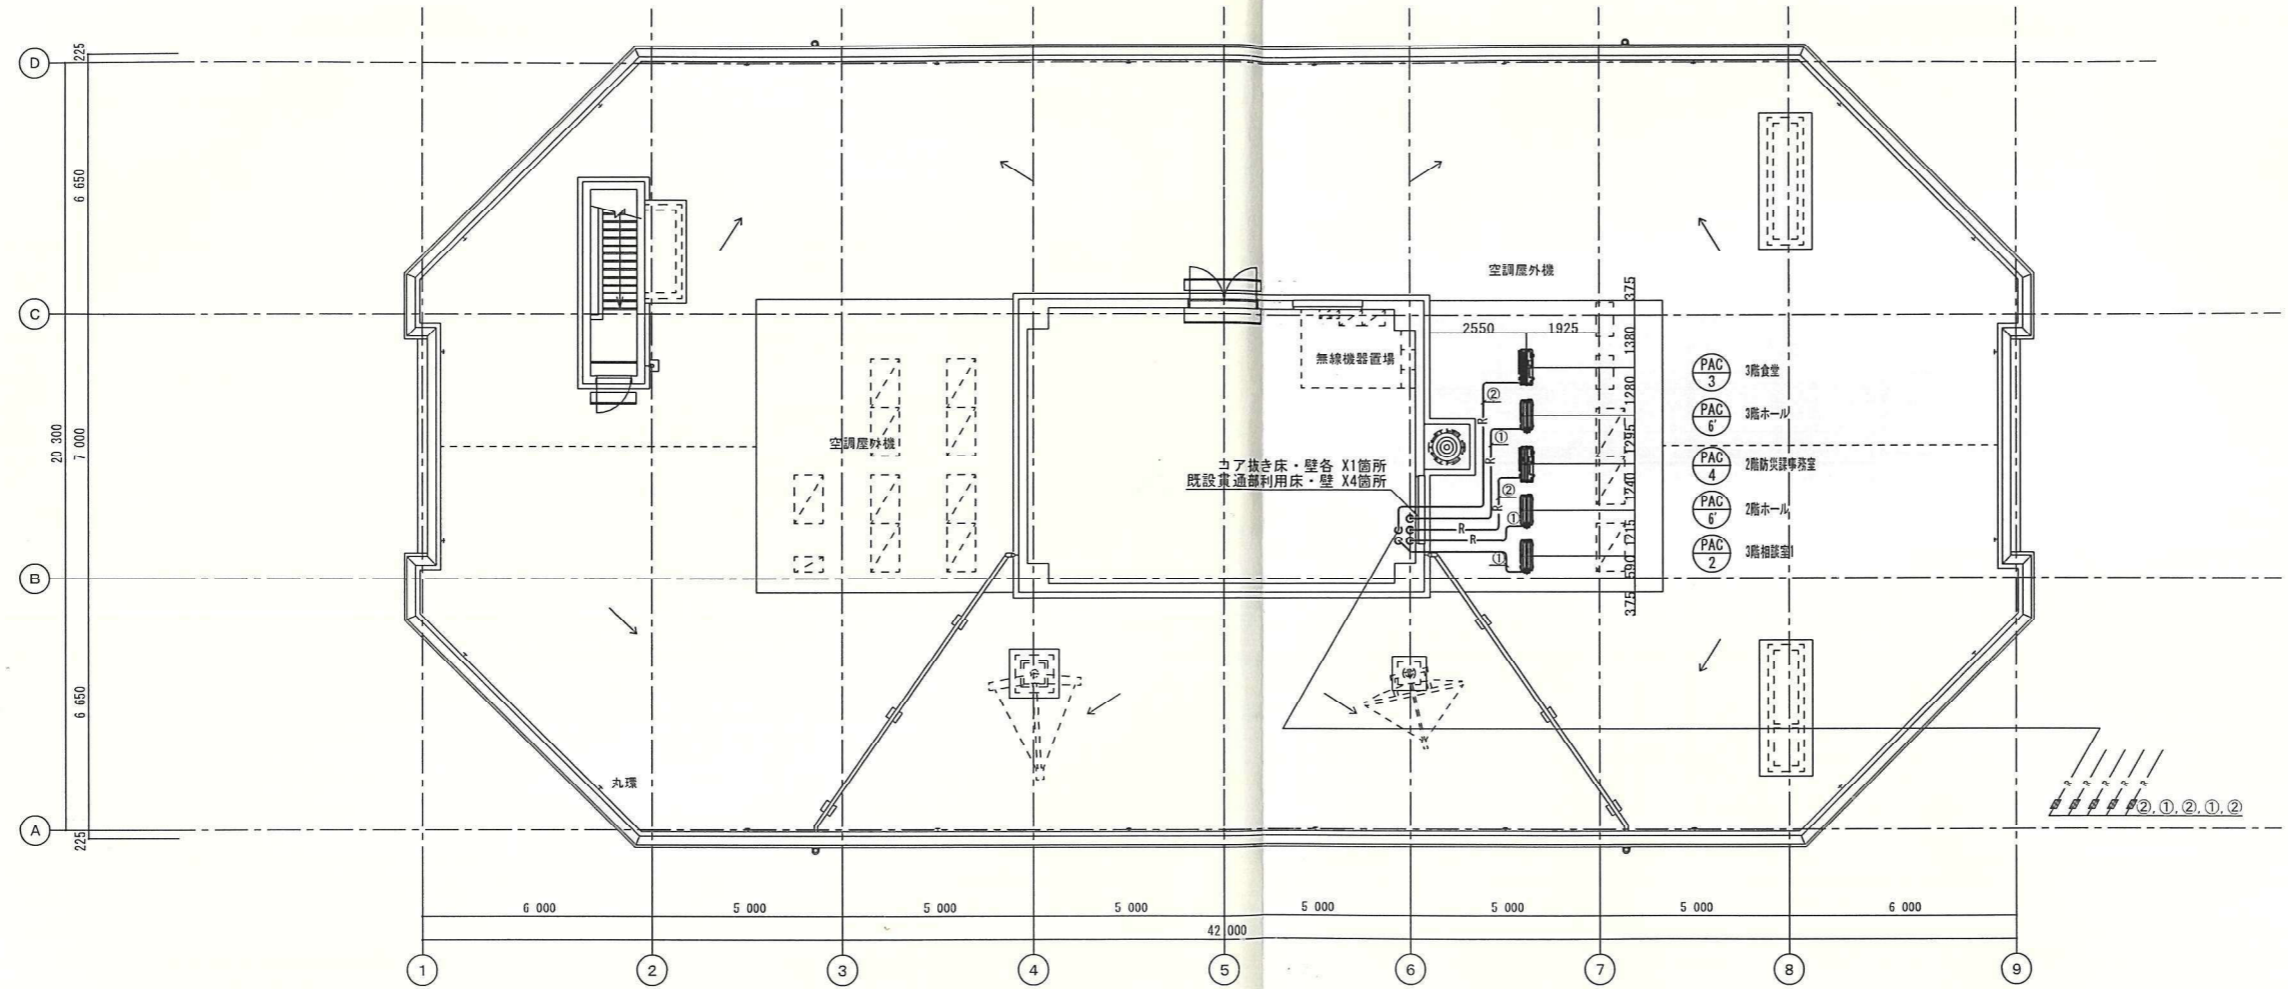 D
225
6 650
C
20 300
7 000
B
6 650
A
225
空調屋外機
空調屋外機
無線機器置場
コア抜き床・壁各 X1箇所
既設貫通部利用床・壁 X4箇所
2550
1925
375
1380
1280
1295
1240
1215
590
375
②
①
②
①
①
R
R
R
R
R
PAC
3
3階食堂
PAC
6'
3階ホール
PAC
4
2階防災課事務室
PAC
6'
2階ホール
PAC
2
3階相談室1
丸環
R
R
R
R
R
②, ①, ②, ①, ②
6 000
5 000
5 000
5 000
5 000
5 000
5 000
6 000
42 000
1
2
3
4
5
6
7
8
9